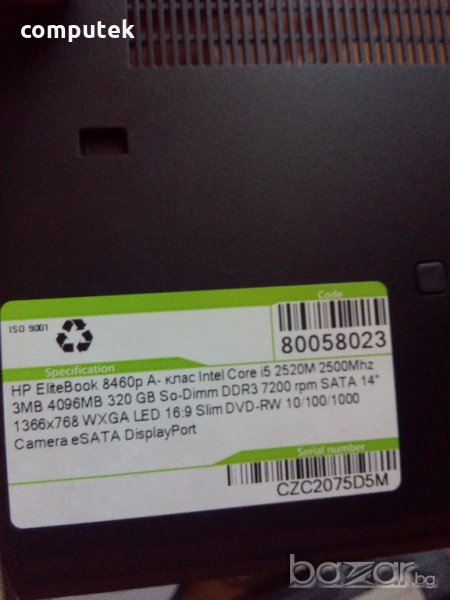 computek
ISO 9001
Code
80058023
Specification
HP EliteBook 8460p A- клас Intel Core i5 2520M 2500Mhz
3MB 4096MB 320 GB So-Dimm DDR3 7200 rpm SATA 14"
1366x768 WXGA LED 16:9 Slim DVD-RW 10/100/1000
Camera eSATA DisplayPort
Serial number
CZC2075D5M
bazar.бг